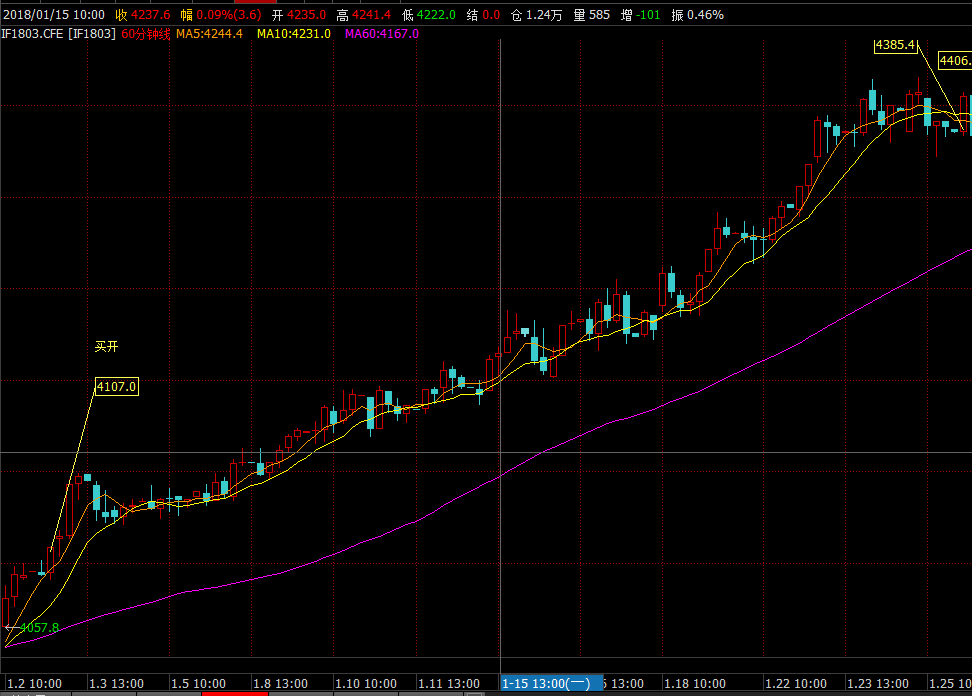 2018/01/15 10:00 收 4237.6 幅 0.09%(3.6) 开 4235.0 高 4241.4 低 4222.0 结 0.0 仓 1.24万 量 585 增 -101 振 0.46%
IF1803.CFE [IF1803] 60分钟线 MA5:4244.4 MA10:4231.0 MA60:4167.0
4385.4
4406.
买开
4107.0
4057.8
1.2 10:00 1.3 13:00 1.5 10:00 1.8 13:00 1.10 10:00 1.11 13:00 1-15 13:00(一) 13:00 1.18 10:00 1.22 10:00 1.23 13:00 1.25 10